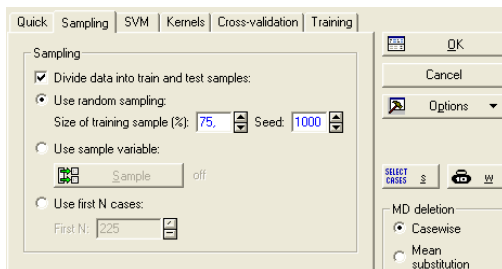 Quick Sampling SVM Kernels Cross-validation Training
Sampling
Divide data into train and test samples:
Use random sampling:
Size of training sample (%): 75, Seed: 1000
Use sample variable:
Sample off
Use first N cases:
First N: 225
OK
Cancel
Options
SELECT CASES S W
MD deletion
Casewise
Mean
substitution